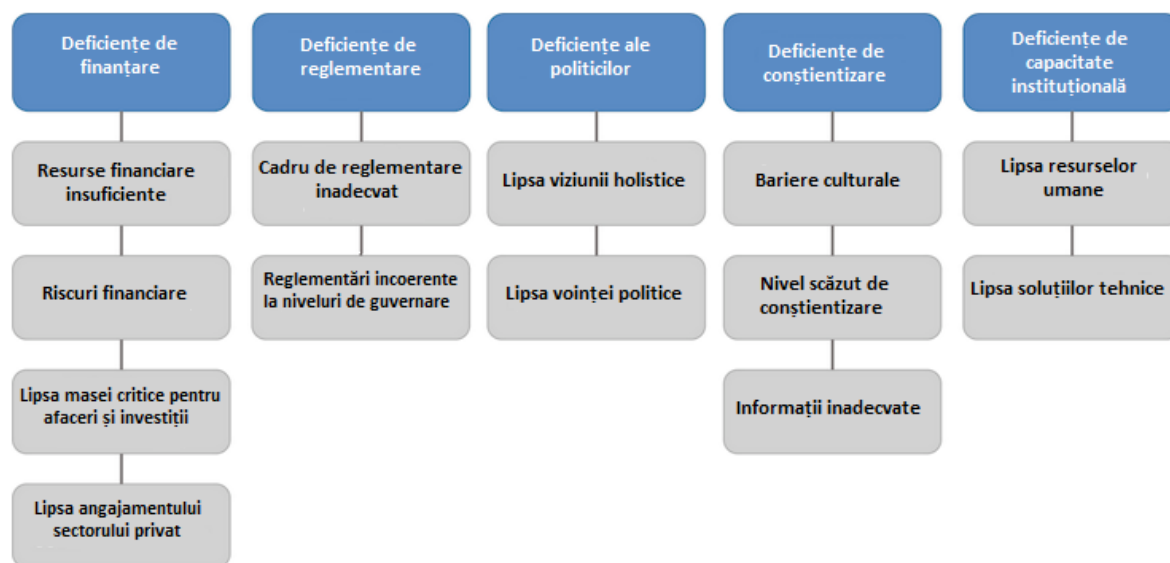 Deficiențe de
finanțare
Resurse financiare
insuficiente
Riscuri financiare
Lipsa masei critice pentru
afaceri și investiții
Lipsa angajamentului
sectorului privat
Deficiențe de
reglementare
Cadru de reglementare
inadecvat
Reglementări incoerente
la niveluri de guvernare
Deficiențe ale
politicilor
Lipsa viziunii holistice
Lipsa voinței politice
Deficiențe de
conștientizare
Bariere culturale
Nivel scăzut de
conștientizare
Informații inadecvate
Deficiențe de
capacitate
instituțională
Lipsa resurselor
umane
Lipsa soluțiilor tehnice